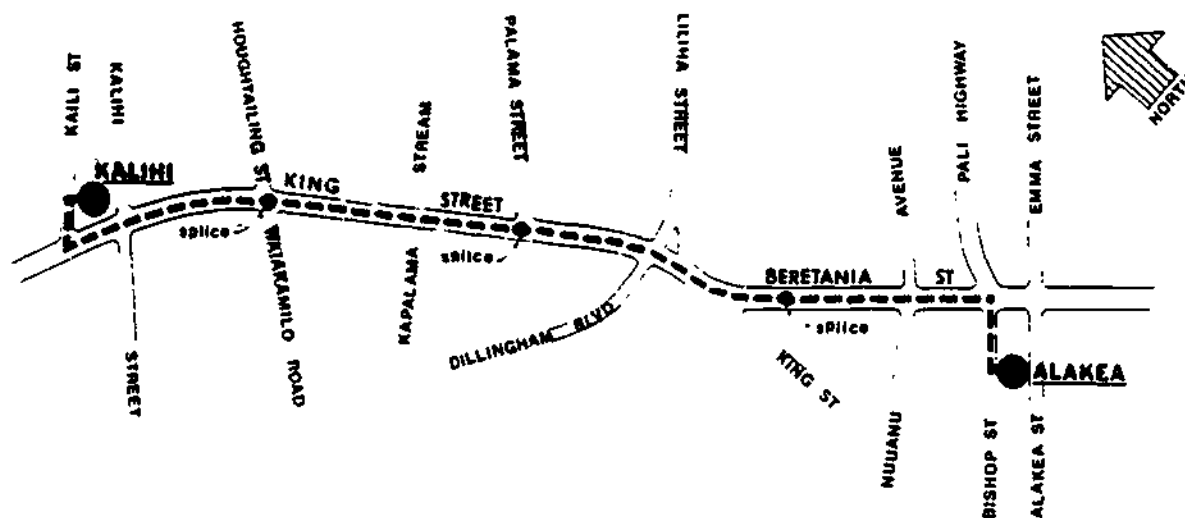 KAILI ST
KALIHI
STREET
KALIHI
HOUGHTAILING ST
WAIAKAMILO ROAD
KING
STREET
splice
KAPALAMA
STREAM
PALAMA STREET
splice
LILIHA STREET
DILLINGHAM BLVD
BERETANIA
ST
splice
KING ST
NUUANU
AVENUE
PALI HIGHWAY
BISHOP ST
EMMA STREET
ALAKEA ST
ALAKEA
NORTH